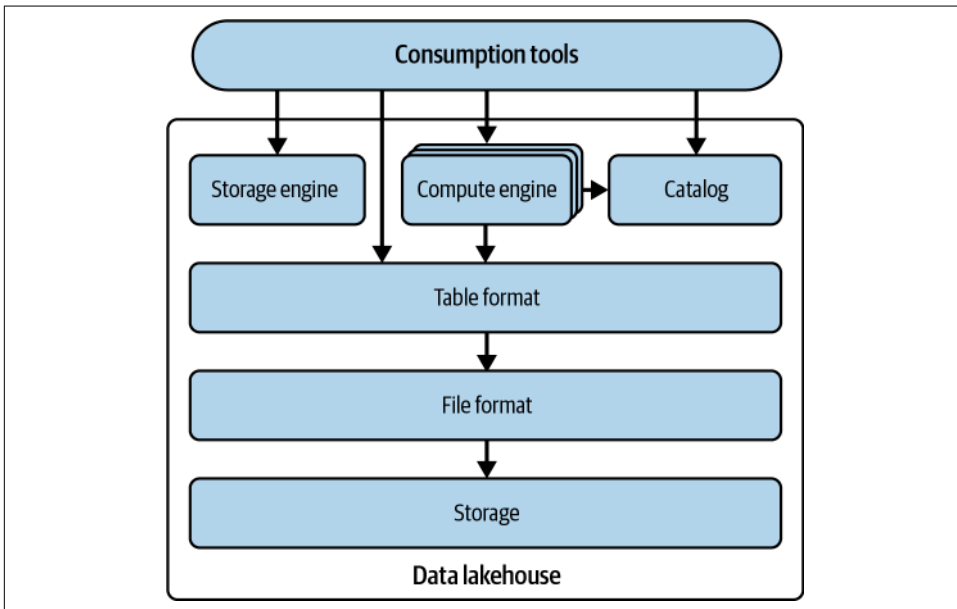 Consumption tools
Storage engine
Compute engine
Catalog
Table format
File format
Storage
Data lakehouse